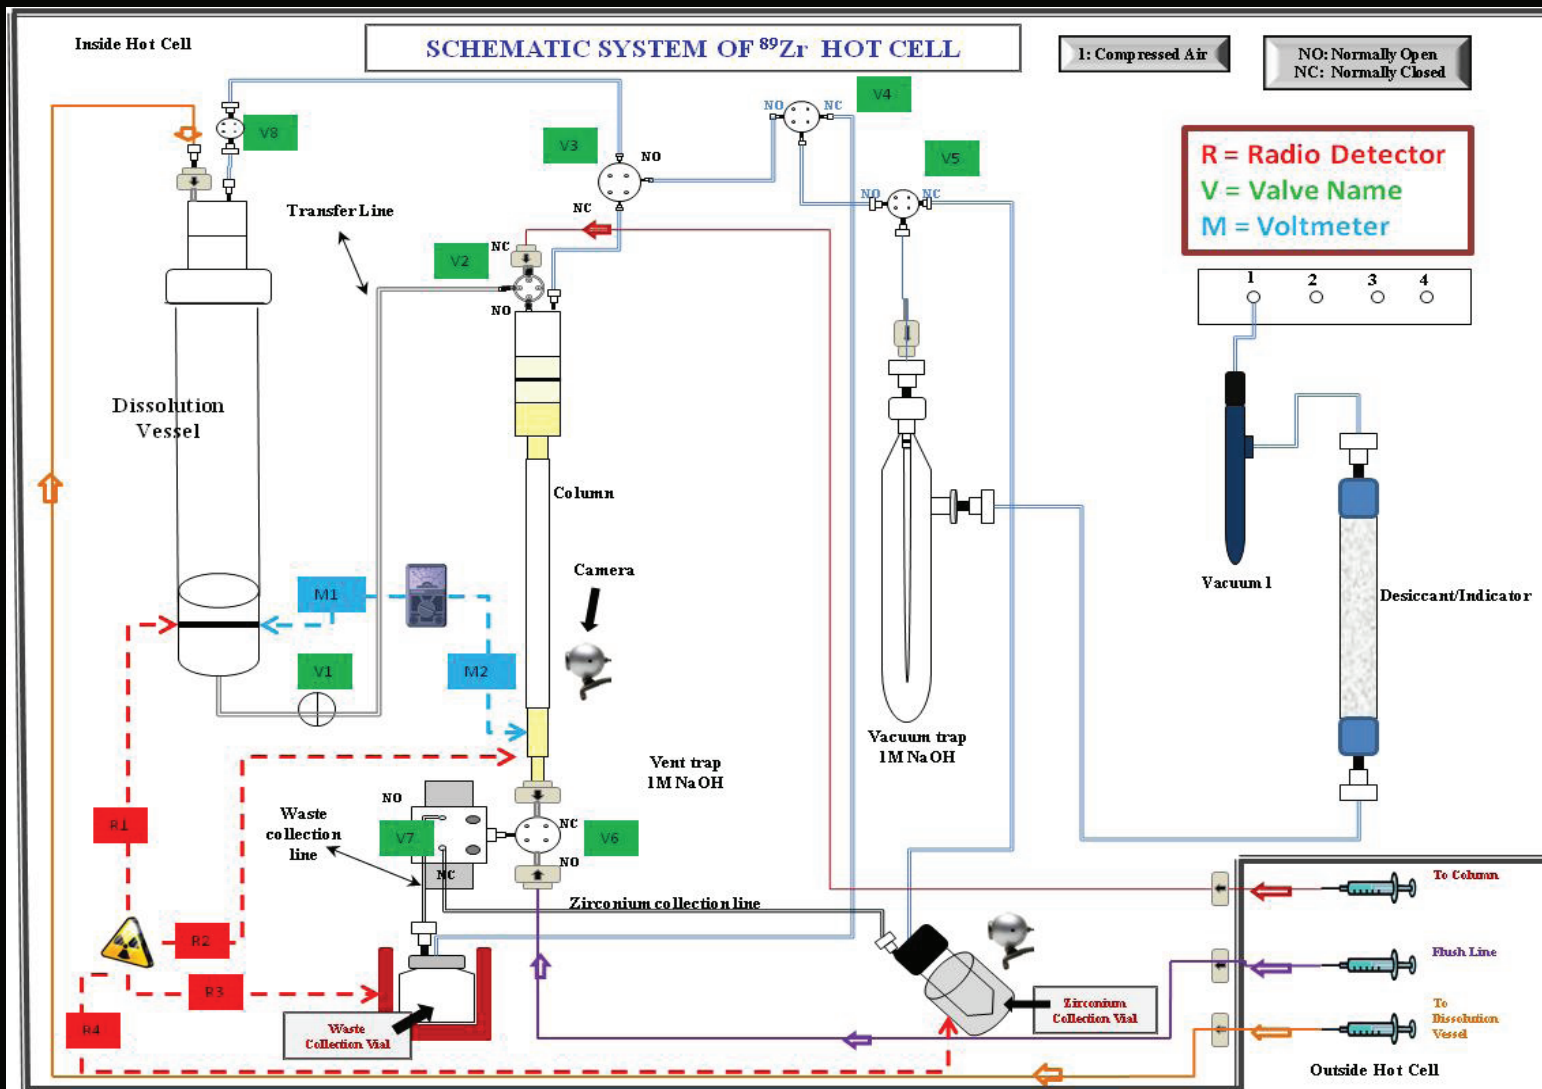 Inside Hot Cell
SCHEMATIC SYSTEM OF ⁸⁹Zr HOT CELL
1: Compressed Air
NO: Normally Open
NC: Normally Closed
R = Radio Detector
V = Valve Name
M = Voltmeter
V8
V3
NO
NC
V4
NO
NC
V5
NO
NC
Transfer Line
V2
NC
NO
1
2
3
4
Dissolution
Vessel
Column
Camera
M1
M2
V1
Vacuum 1
Desiccant/Indicator
Vacuum trap
1M NaOH
Vent trap
1M NaOH
R1
Waste
collection
line
NO
V7
NC
NC
V6
NO
Zirconium collection line
R2
R3
R4
Waste
Collection Vial
Zirconium
Collection Vial
To Column
Flush Line
To
Dissolution
Vessel
Outside Hot Cell